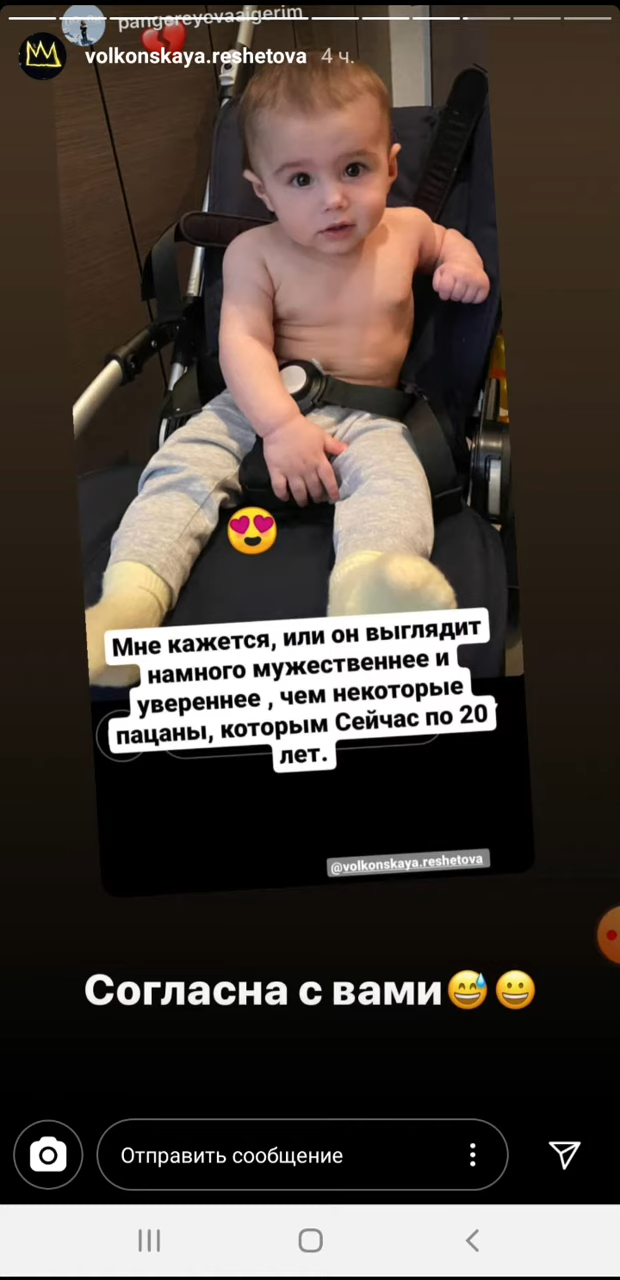 pangereyovaaigerim
volkonskaya.reshetova 4 ч.
Мне кажется, или он выглядит
намного мужественнее и
увереннее , чем некоторые
пацаны, которым Сейчас по 20
лет.
@volkonskaya.reshetova
Согласна с вами😅😀
Отправить сообщение